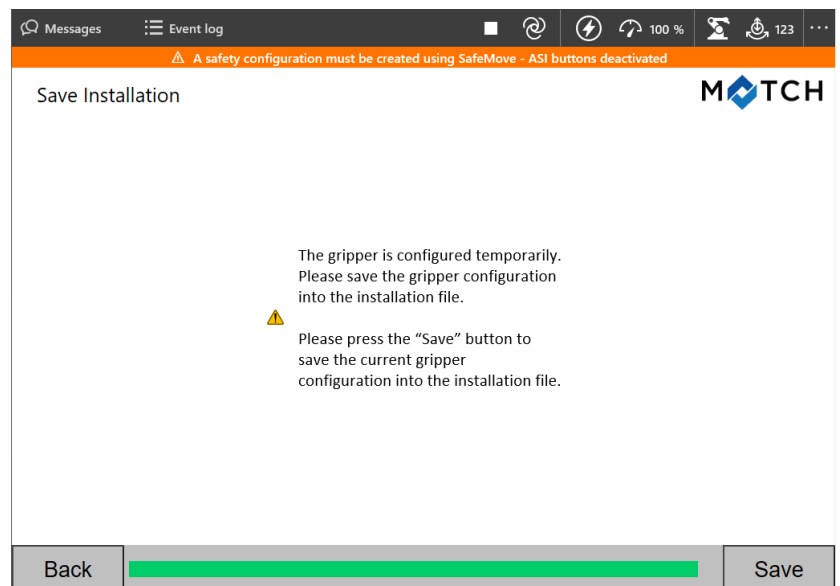 Messages
Event log
100 %
123
A safety configuration must be created using SafeMove - ASI buttons deactivated
Save Installation
MATCH
The gripper is configured temporarily.
Please save the gripper configuration
into the installation file.
Please press the “Save” button to
save the current gripper
configuration into the installation file.
Back
Save